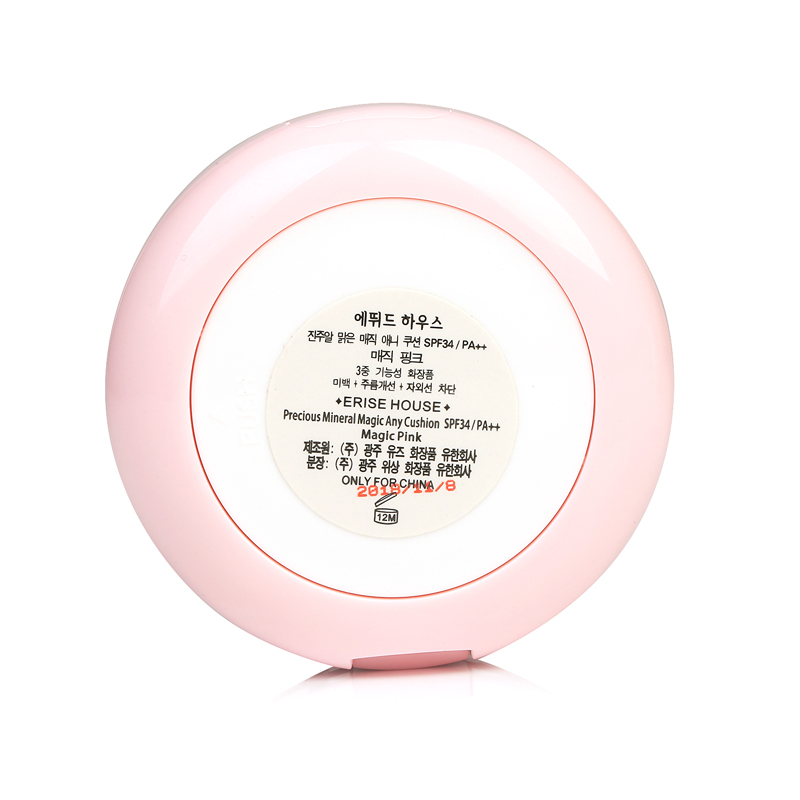 에뛰드 하우스
진주알 맑은 매직 애니 쿠션 SPF34 / PA++
매직 핑크
3중 기능성 화장품
미백 + 주름개선 + 자외선 차단
✦ERISE HOUSE✦
Precious Mineral Magic Any Cushion SPF34/PA++
Magic Pink
제조원: (주) 광주 유즈 화장품 유한회사
분장: (주) 광주 위상 화장품 유한회사
ONLY FOR CHINA
2018/11/8
12M